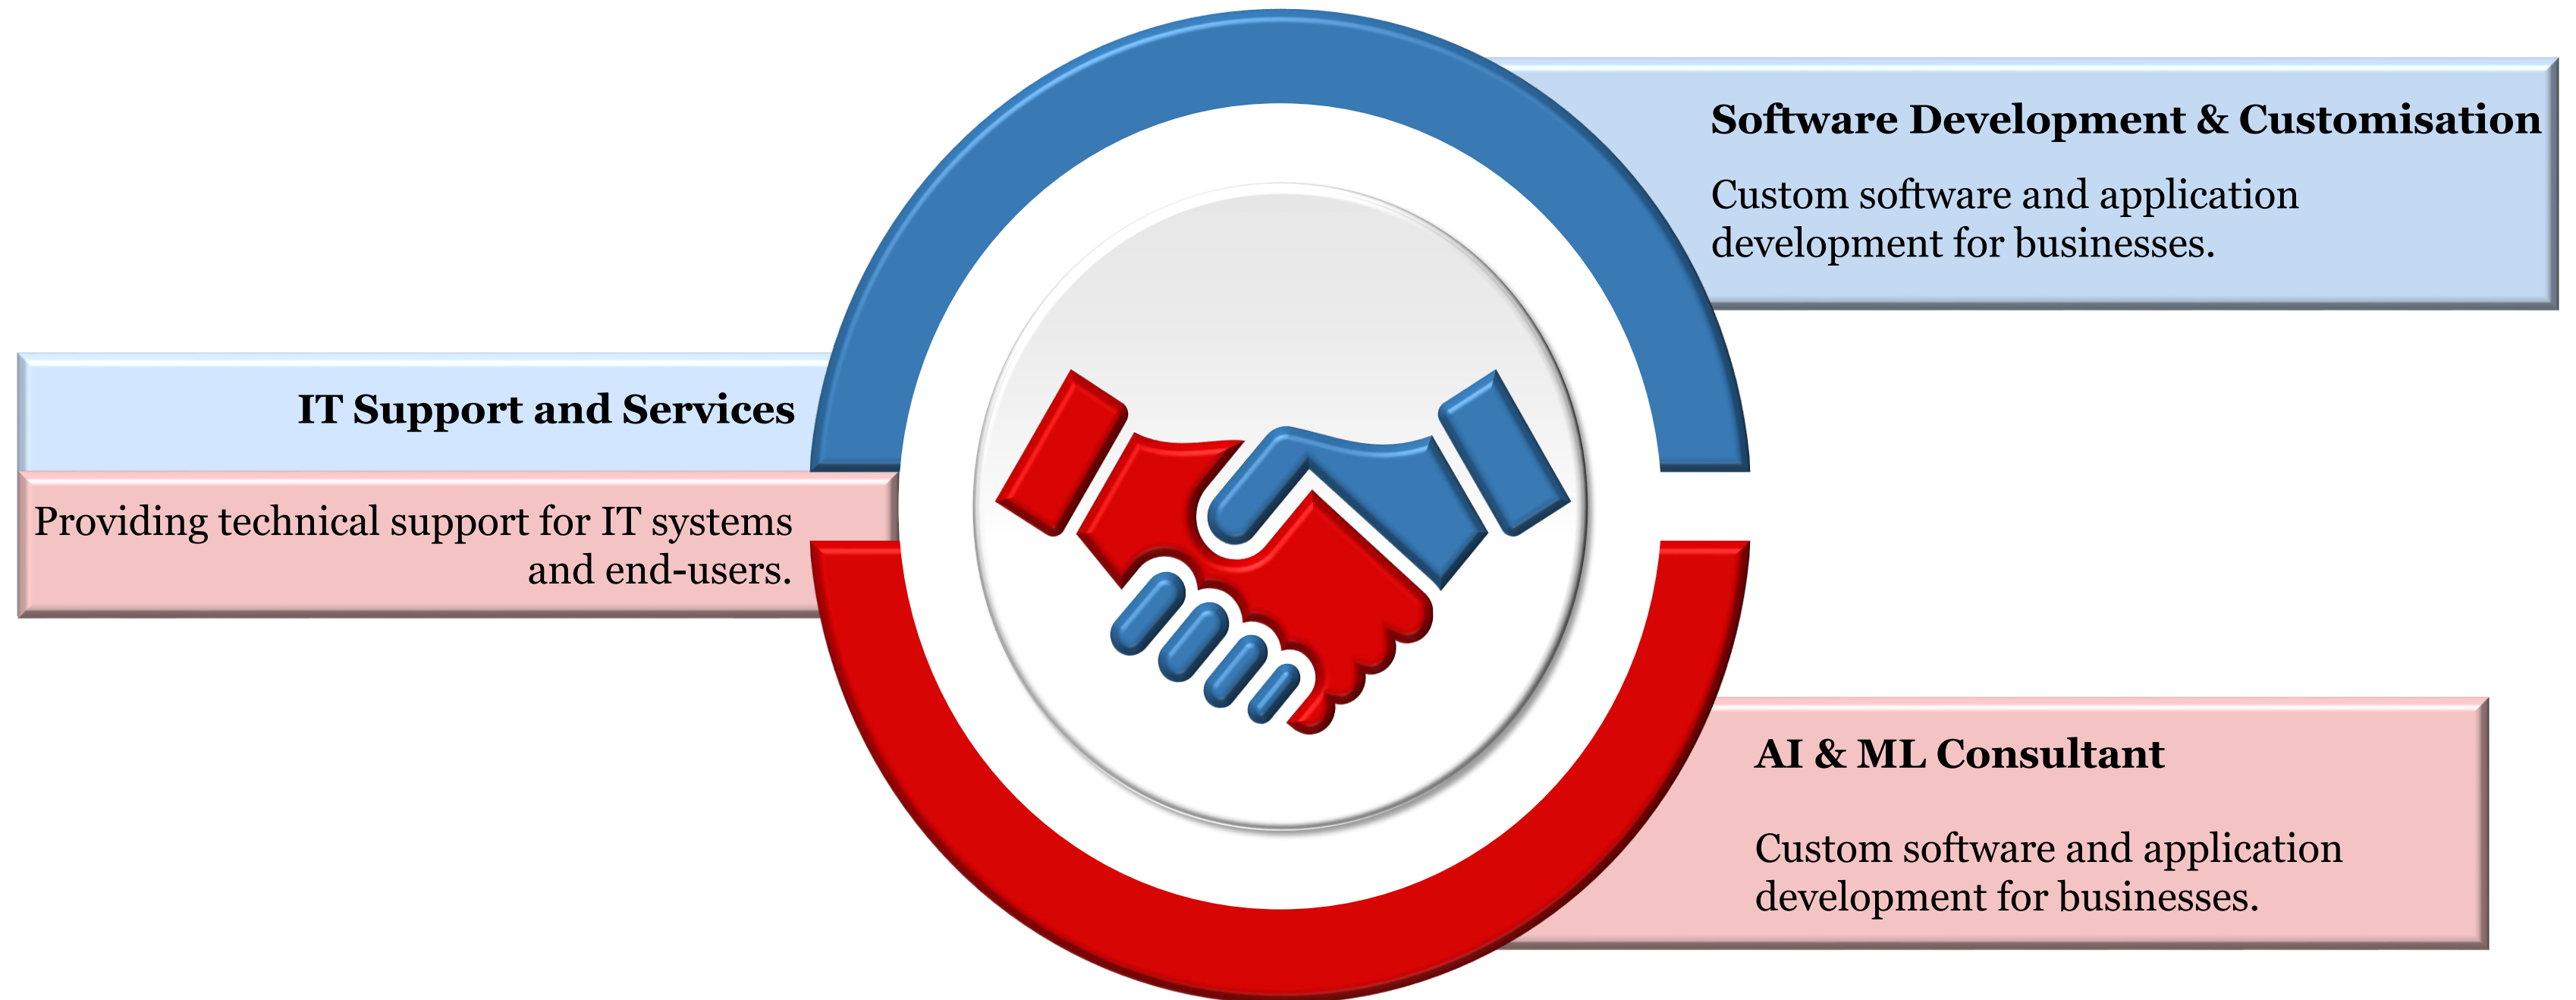 Software Development & Customisation
Custom software and application
development for businesses.
IT Support and Services
Providing technical support for IT systems
and end-users.
AI & ML Consultant
Custom software and application
development for businesses.